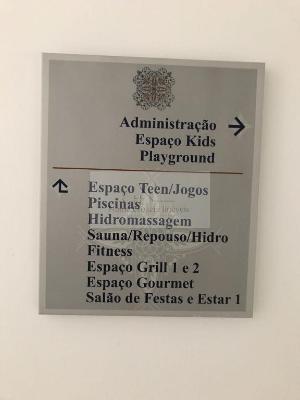 Administração
Espaço Kids
Playground
Espaço Teen/Jogos
Piscinas
Hidromassagem
Sauna/Repouso/Hidro
Fitness
Espaço Grill 1 e 2
Espaço Gourmet
Salão de Festas e Estar 1